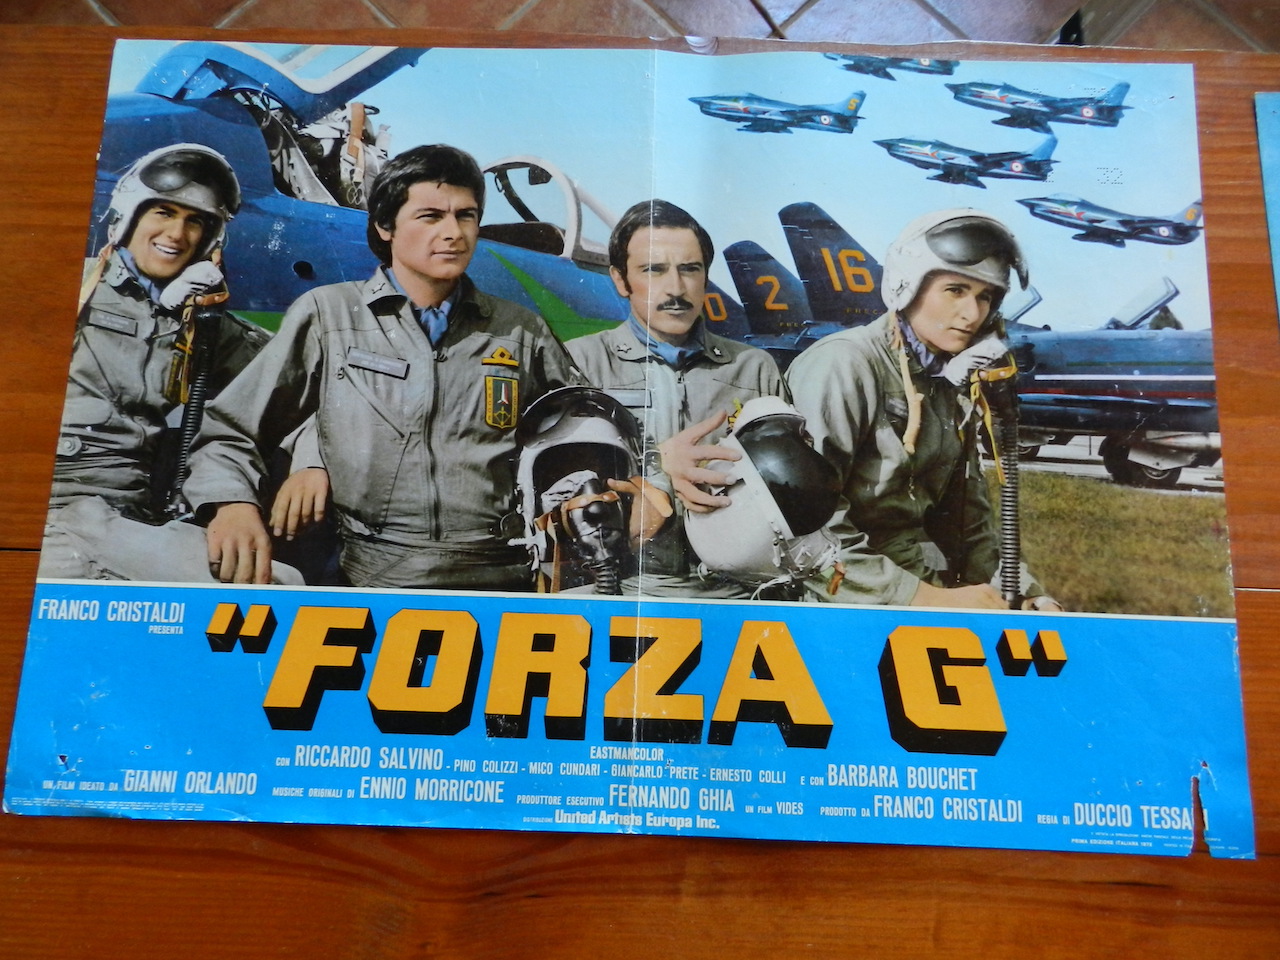 32
0 2 16
FRANCO CRISTALDI
PRESENTA
"FORZA G"
EASTMANCOLOR
CON RICCARDO SALVINO - PINO COLIZZI - MICO CUNDARI - GIANCARLO PRETE - ERNESTO COLLI E CON BARBARA BOUCHET
UN FILM IDEATO DA GIANNI ORLANDO MUSICHE ORIGINALI DI ENNIO MORRICONE PRODUTTORE ESECUTIVO FERNANDO GHIA UN FILM VIDES PRODOTTO DA FRANCO CRISTALDI REGIA DI DUCCIO TESSA
DISTRIBUZIONE United Artists Europa Inc.
PRIMA EDIZIONE ITALIANA